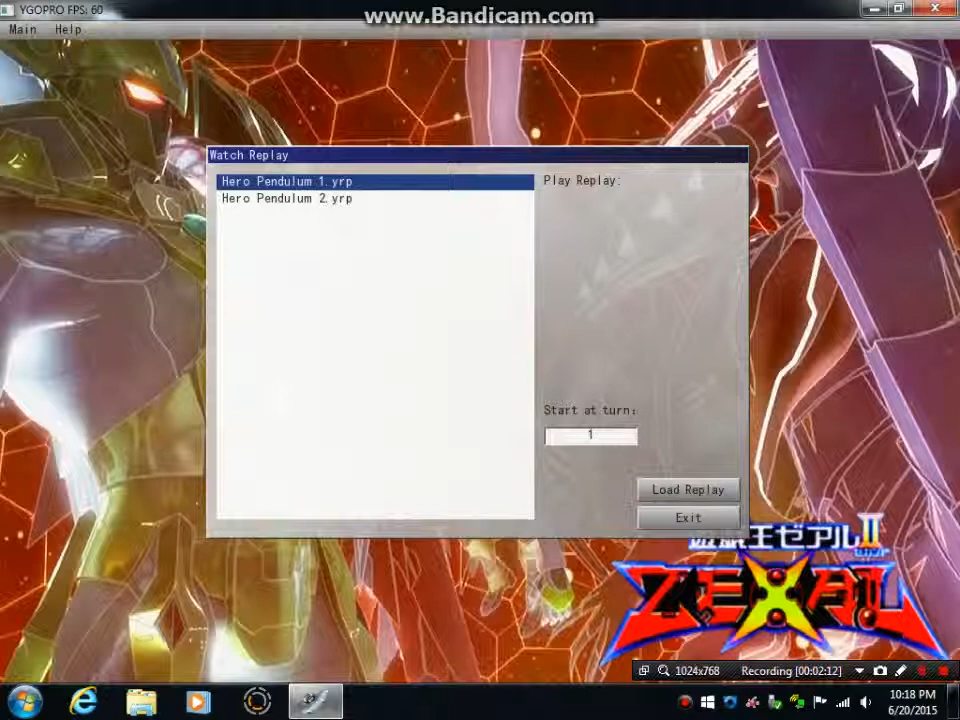 YGOPRO FPS: 60
www.Bandicam.com
Main Help
Watch Replay
Hero Pendulum 1.yrp
Hero Pendulum 2.yrp
Play Replay:
Start at turn:
1
Load Replay
Exit
王ゼアルII
ZEXAL
1024x768 Recording [00:02:12]
10:18 PM
6/20/2015